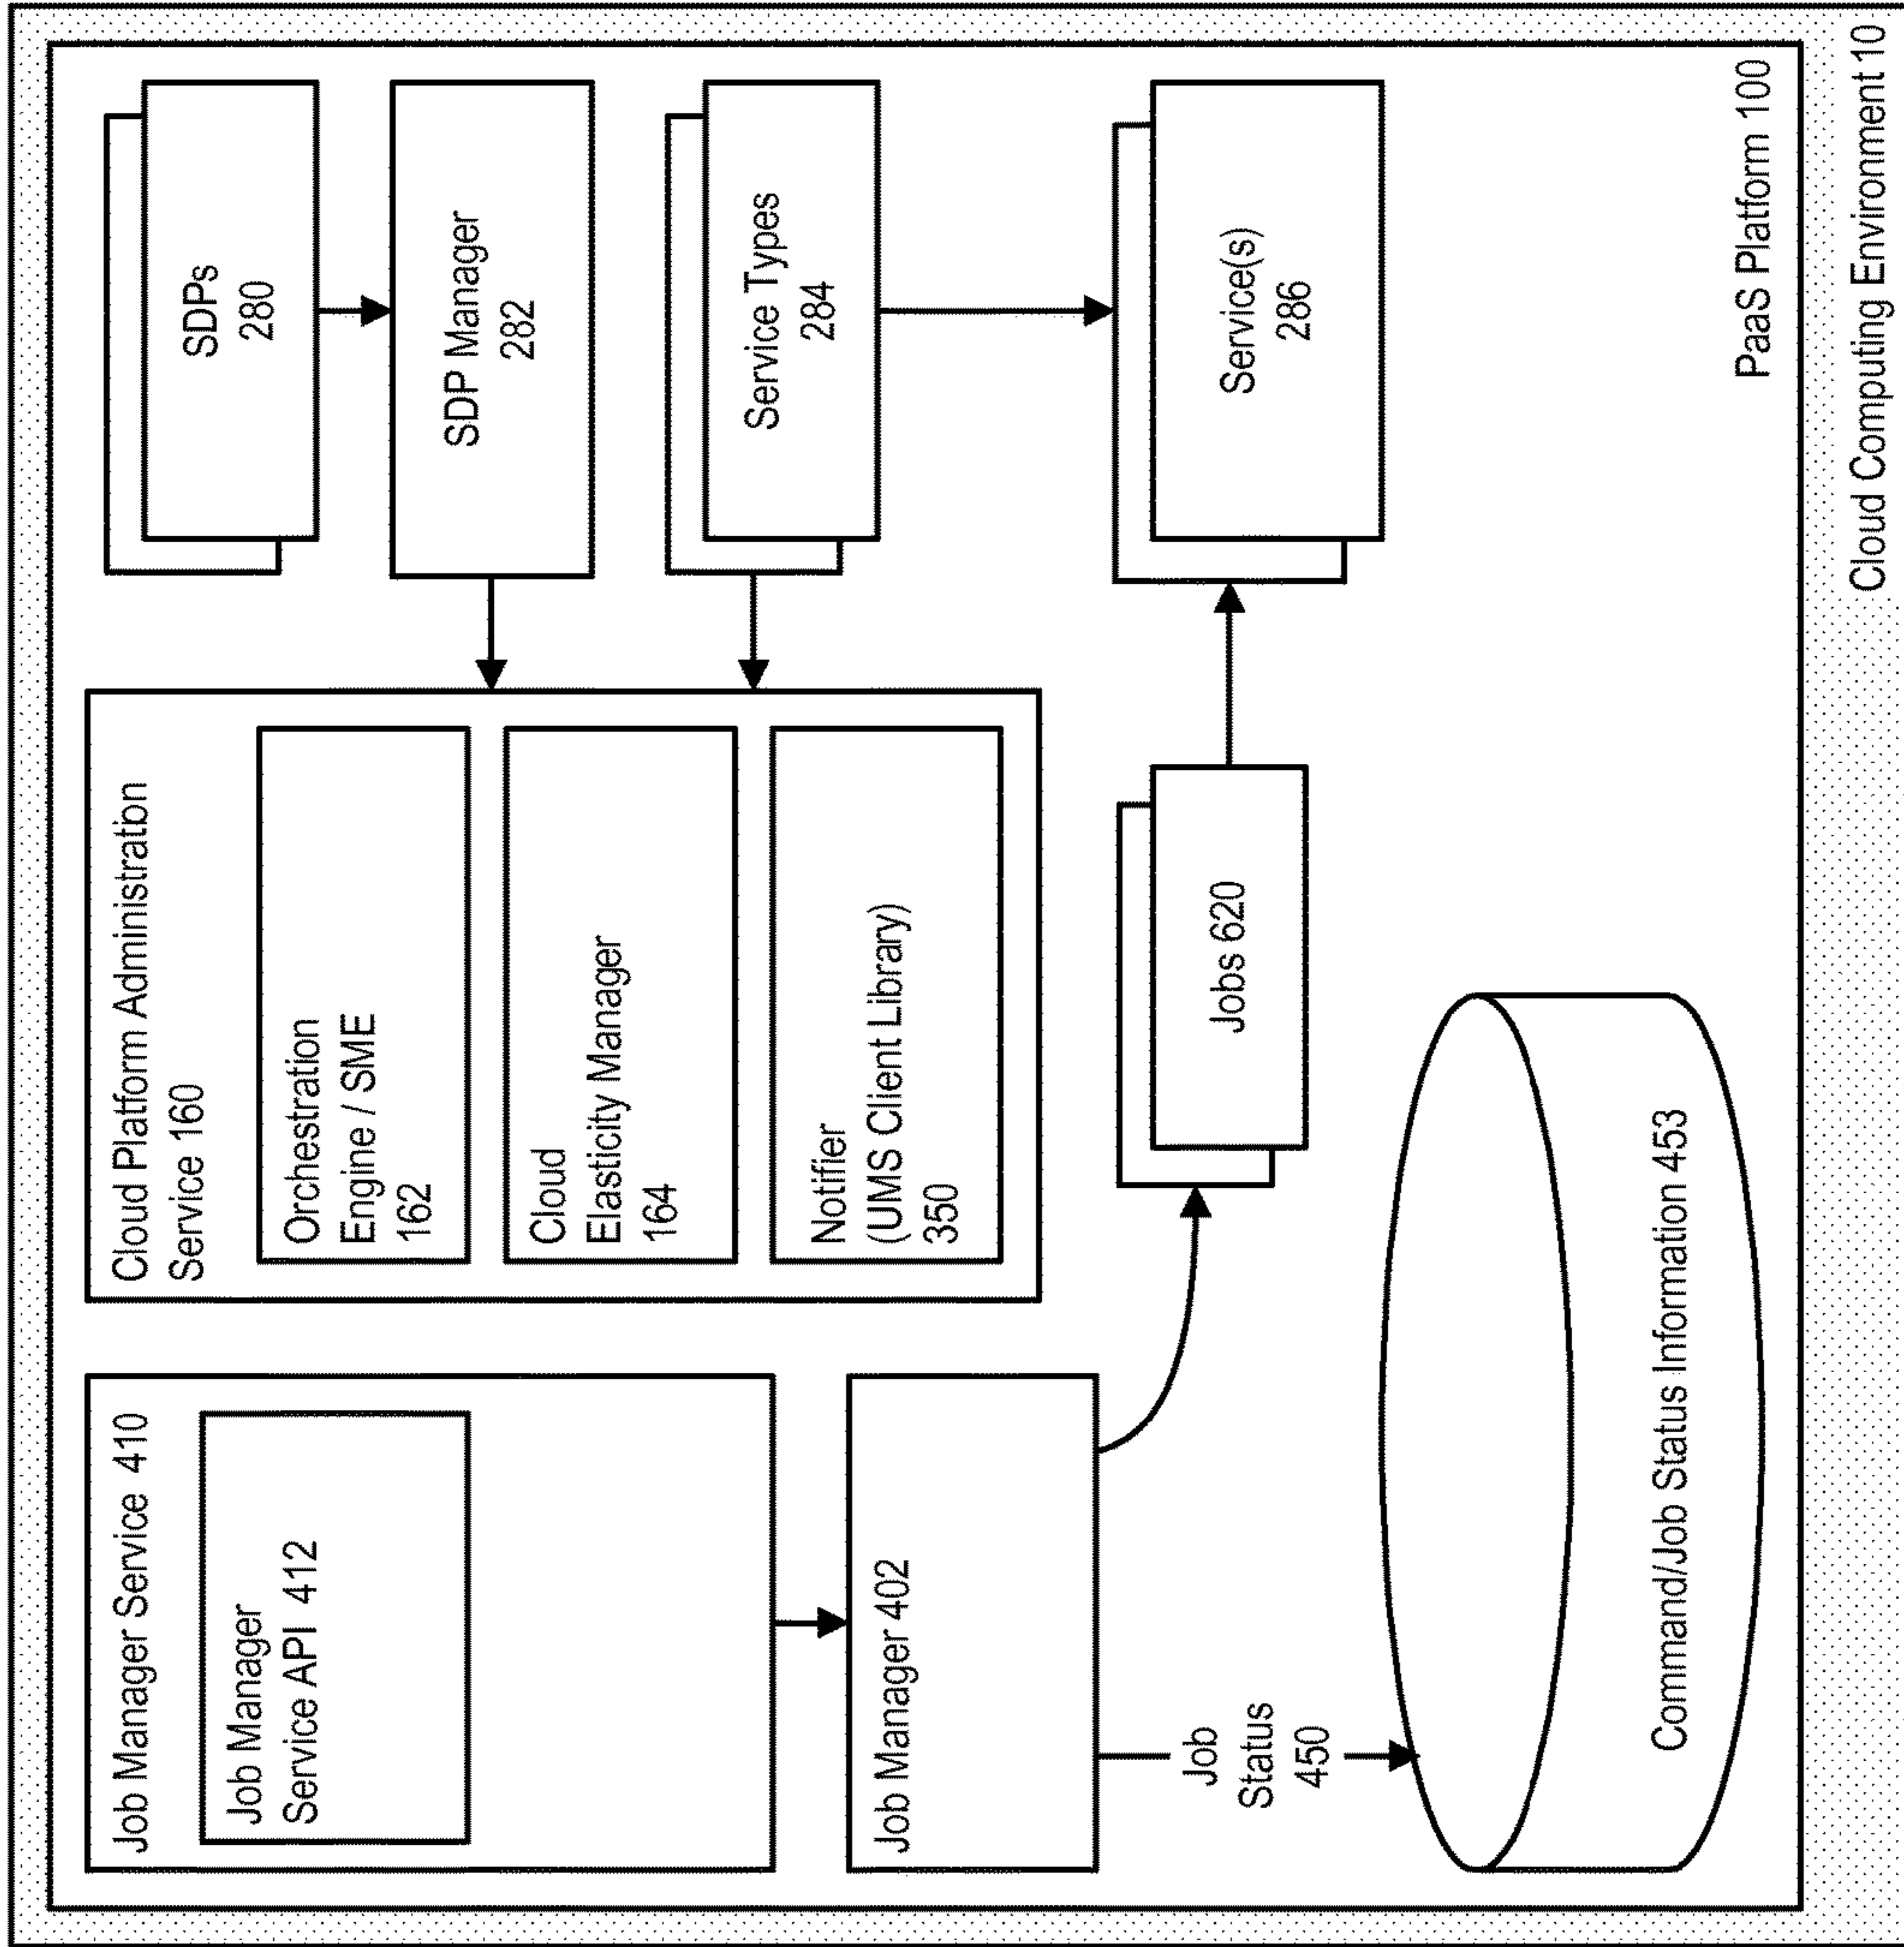 Job Manager Service 410
Job Manager
Service API 412
Cloud Platform Administration
Service 160
Orchestration
Engine / SME
162
Cloud
Elasticity Manager
164
Notifier
(UMS Client Library)
350
SDPs
280
SDP Manager
282
Service Types
284
Job Manager 402
Jobs 620
Service(s)
286
Job
Status
450
Command/Job Status Information 453
PaaS Platform 100
Cloud Computing Environment 10